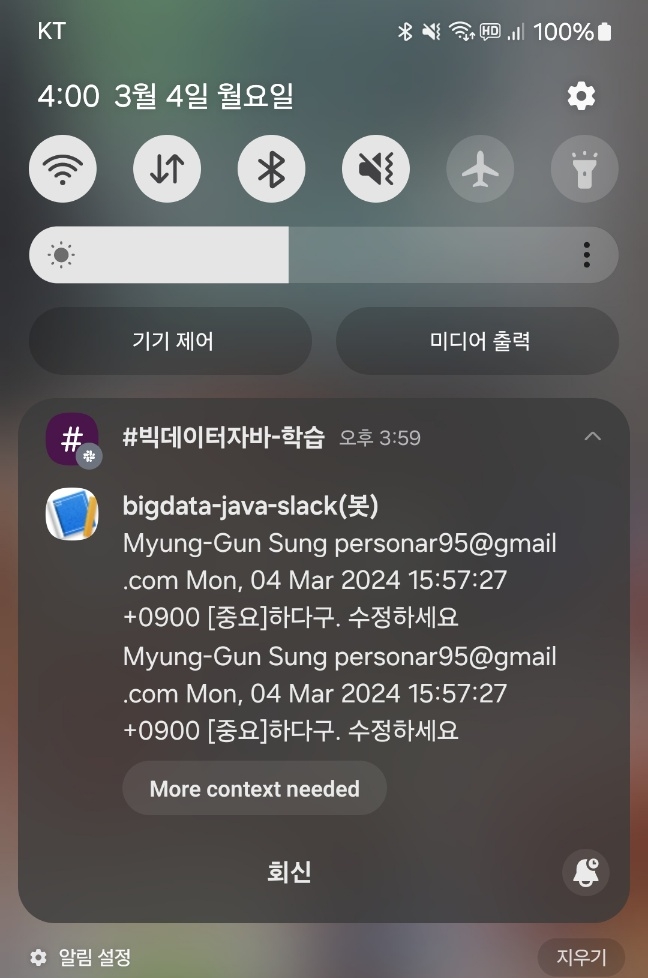 KT HD 100%
4:00 3월 4일 월요일
기기 제어 미디어 출력
# #빅데이터자바-학습 오후 3:59
bigdata-java-slack(봇)
Myung-Gun Sung personar95@gmail
.com Mon, 04 Mar 2024 15:57:27
+0900 [중요]하다구. 수정하세요
Myung-Gun Sung personar95@gmail
.com Mon, 04 Mar 2024 15:57:27
+0900 [중요]하다구. 수정하세요
More context needed
회신
알림 설정 지우기